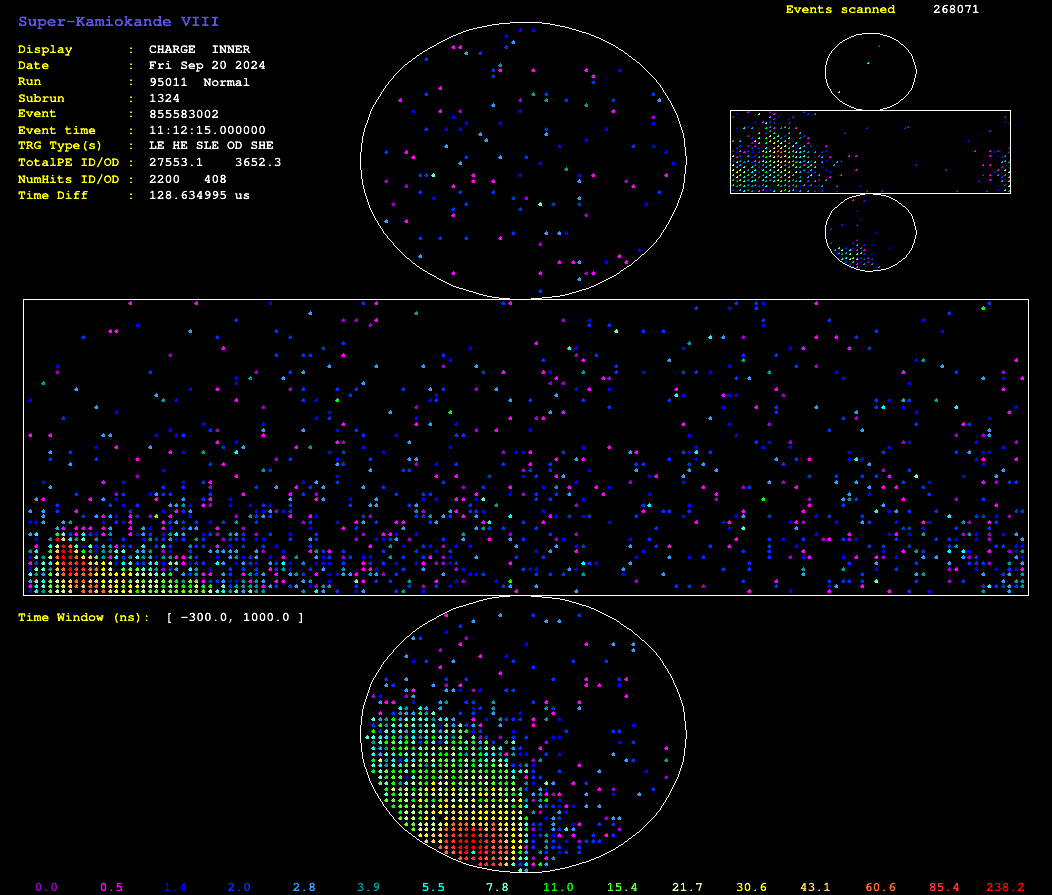 Super-Kamiokande VIII
Events scanned 268071
Display : CHARGE INNER
Date : Fri Sep 20 2024
Run : 95011 Normal
Subrun : 1324
Event : 855583002
Event time : 11:12:15.000000
TRG Type(s) : LE HE SLE OD SHE
TotalPE ID/OD : 27553.1 3652.3
NumHits ID/OD : 2200 408
Time Diff : 128.634995 us
Time Window (ns): [ -300.0, 1000.0 ]
0.0 0.5 1.4 2.0 2.8 3.9 5.5 7.8 11.0 15.4 21.7 30.6 43.1 60.6 85.4 238.2